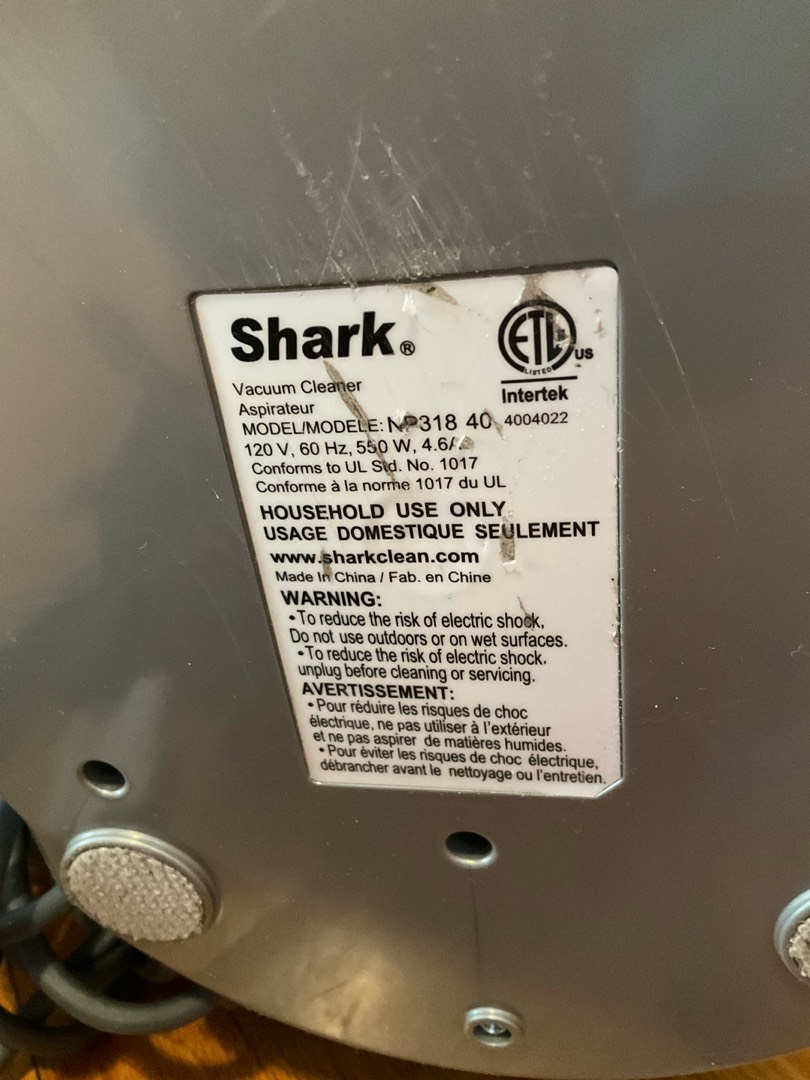 Shark®
ETL
LISTED
US
Intertek
4004022
Vacuum Cleaner
Aspirateur
MODEL/MODELE: NP318 40
120 V, 60 Hz, 550 W, 4.6A
Conforms to UL Std. No. 1017
Conforme à la norme 1017 du UL
HOUSEHOLD USE ONLY
USAGE DOMESTIQUE SEULEMENT
www.sharkclean.com
Made In China / Fab. en Chine
WARNING:
•To reduce the risk of electric shock,
Do not use outdoors or on wet surfaces.
•To reduce the risk of electric shock.
unplug before cleaning or servicing.
AVERTISSEMENT:
• Pour réduire les risques de choc
électrique, ne pas utiliser à l'extérieur
et ne pas aspirer de matières humides.
• Pour éviter les risques de choc électrique,
débrancher avant le nettoyage ou l'entretien.